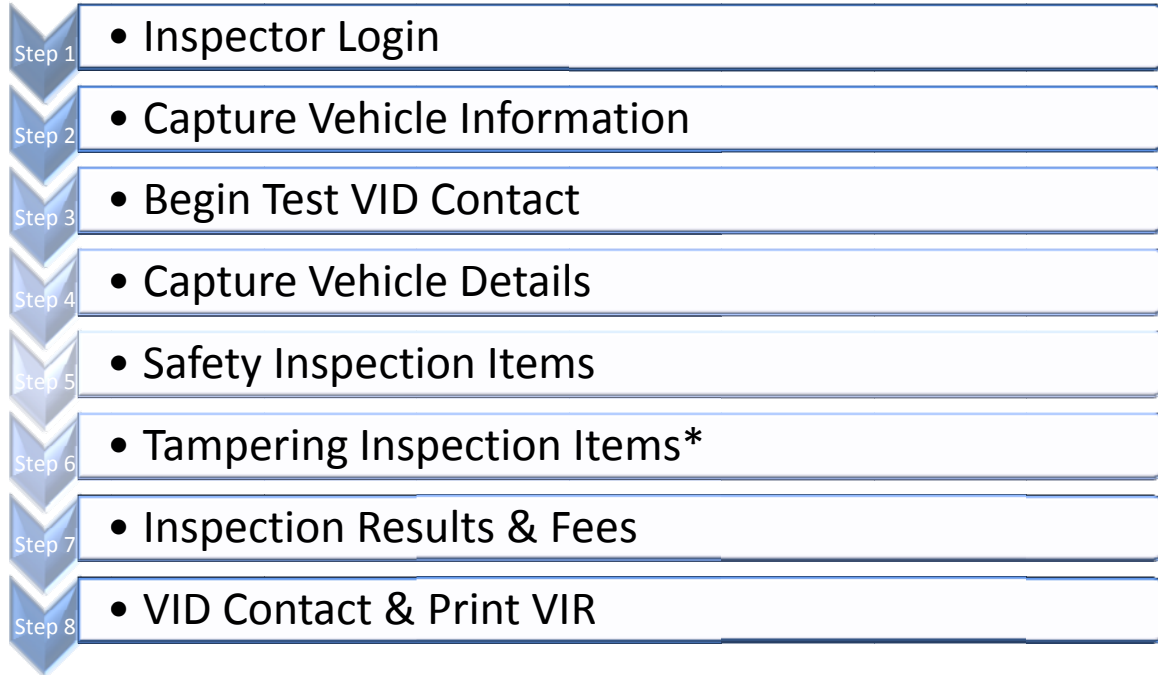 Step 1
• Inspector Login
Step 2
• Capture Vehicle Information
Step 3
• Begin Test VID Contact
Step 4
• Capture Vehicle Details
Step 5
• Safety Inspection Items
Step 6
• Tampering Inspection Items*
Step 7
• Inspection Results & Fees
Step 8
• VID Contact & Print VIR